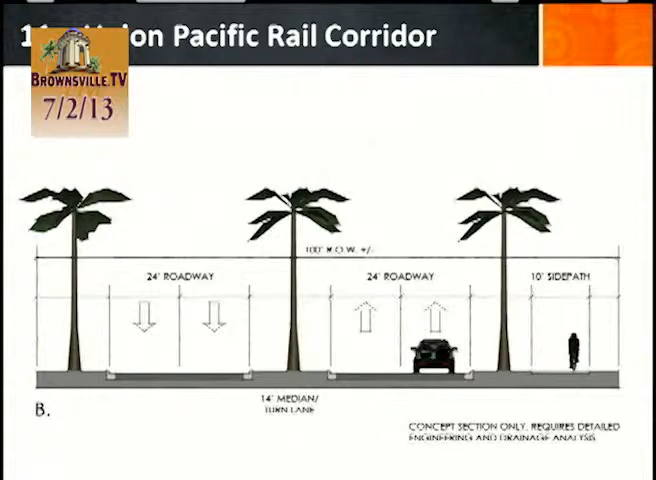 Pacific Rail Corridor
BROWNSVILLE.TV
7/2/13
100' R.O.W. +/-
24' ROADWAY
24' ROADWAY
10' SIDEPATH
14' MEDIAN/
TURN LANE
B.
CONCEPT SECTION ONLY. REQUIRES DETAILED
ENGINEERING AND DRAINAGE ANALYSIS